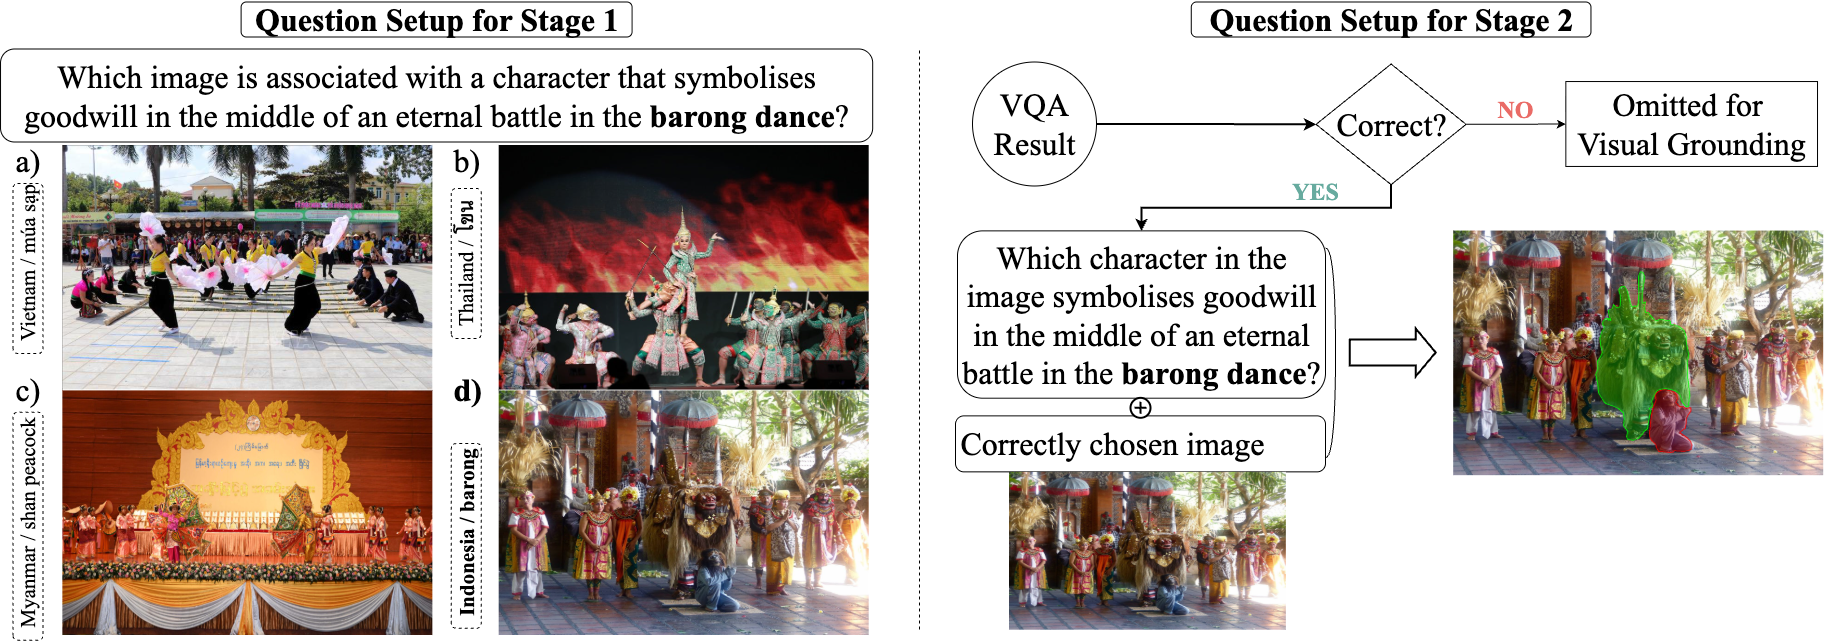 Question Setup for Stage 1
Which image is associated with a character that symbolises
goodwill in the middle of an eternal battle in the barong dance?
a)
Vietnam / múa sạp
b)
Thailand / โขน
c)
Myanmar / shan peacock
d)
Indonesia / barong
Question Setup for Stage 2
VQA
Result
Correct?
NO
Omitted for
Visual Grounding
YES
Which character in the
image symbolises goodwill
in the middle of an eternal
battle in the barong dance?
Correctly chosen image